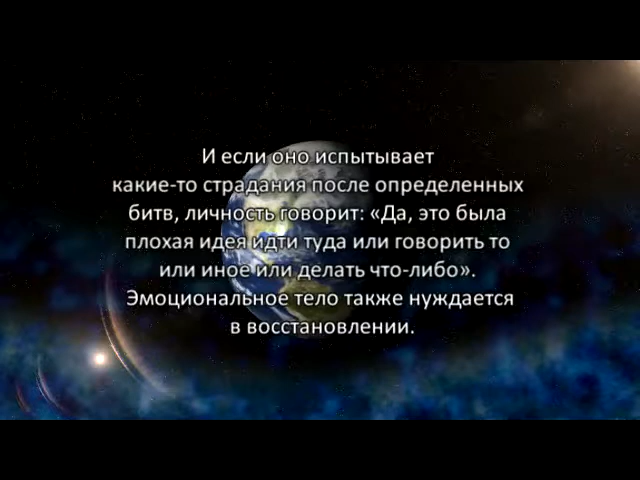 И если оно испытывает
какие-то страдания после определенных
битв, личность говорит: «Да, это была
плохая идея идти туда или говорить то
или иное или делать что-либо».
Эмоциональное тело также нуждается
в восстановлении.